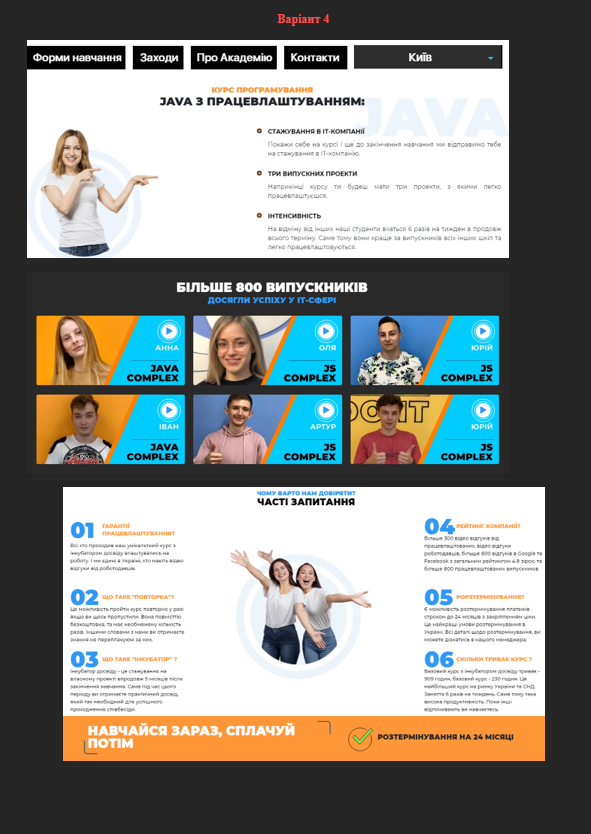 Варіант 4
Форми навчання
Заходи
Про Академію
Контакти
Київ
КУРС ПРОГРАМУВАННЯ
JAVA З ПРАЦЕВЛАШТУВАННЯМ:
JAVA
СТАЖУВАННЯ В ІТ-КОМПАНІЇ
Покажи себе на курсі і ще до закінчення навчання ми відправимо тебе
на стажування в ІТ-компанію.
ТРИ ВИПУСКНИХ ПРОЕКТИ
Наприкінці курсу ти будеш мати три проекти, з якими легко
працевлаштуєшся.
ІНТЕНСИВНІСТЬ
На відміну від інших наші студенти вчаться 6 разів на тиждень в продовж
всього терміну. Саме тому вони краще за випускників всіх інших шкіл та
легко працевлаштовуються.
БІЛЬШЕ 800 ВИПУСКНИКІВ
ДОСЯГЛИ УСПІХУ У ІТ-СФЕРІ
АННА
JAVA
COMPLEX
ОЛЯ
JS
COMPLEX
ЮРІЙ
JS
COMPLEX
ІВАН
JAVA
COMPLEX
АРТУР
JS
COMPLEX
ЮРІЙ
JS
COMPLEX
ЧОМУ ВАРТО НАМ ДОВІРЯТИ?
ЧАСТІ ЗАПИТАННЯ
01 ГАРАНТІЇ
ПРАЦЕВЛАШТУВАННЯ?
Всі хто проходив наш унікалтний курс з
інкубатором досвіду влаштувались на
роботу. І ми єдині в Україні, хто мають відео
відгуки від роботодавців.
02 ЩО ТАКЕ "ПОВТОРКА"?
Це можливість пройти курс повторно у разі
якщо ви щось пропустили. Вона повністю
безкоштовна, та має необмежену кількість
разів. Іншими словами з нами ви отримаєте
знання не переплачуючи за них.
03 ЩО ТАКЕ "ІНКУБАТОР" ?
Інкубатор досвіду - це стажування на
власному проекті впродовж 5 місяців після
закінчення навчання. Саме під час цього
періоду ви отримаєте практичний досвід,
який так необхідний для успішного
проходження співбесіди.
04 РЕЙТИНГ КОМПАНІЇ?
Більше 300 відео відгуків від
працевлаштованих, відео відгуки
роботодавців, більше 600 відгуків в Google та
Facebook з загальним рейтингом 4,9 зірок, та
більше 800 працевлаштованих випускників
05 РОРЗТЕРМІНУВАННЯ?
Є можливість розтермінування платежів
строком до 24 місяців з закріпленням ціни.
Це найкращі умови розтермінування в
Україні. Всі деталі щодо розтермінування, ви
можете дізнатись в нашого менеджера.
06 СКІЛЬКИ ТРИВАЄ КУРС ?
Базовий курс з інкубатором досвіду триває -
909 годин, базовий курс - 230 годин. Це
найбільший курс на ринку України та СНД.
Заняття 6 разів на тиждень. Саме тому така
висока продуктивність. Поки інші
відпочивають ви навчаєтесь.
НАВЧАЙСЯ ЗАРАЗ, СПЛАЧУЙ
ПОТІМ
РОЗТЕРМІНУВАННЯ НА 24 МІСЯЦІ